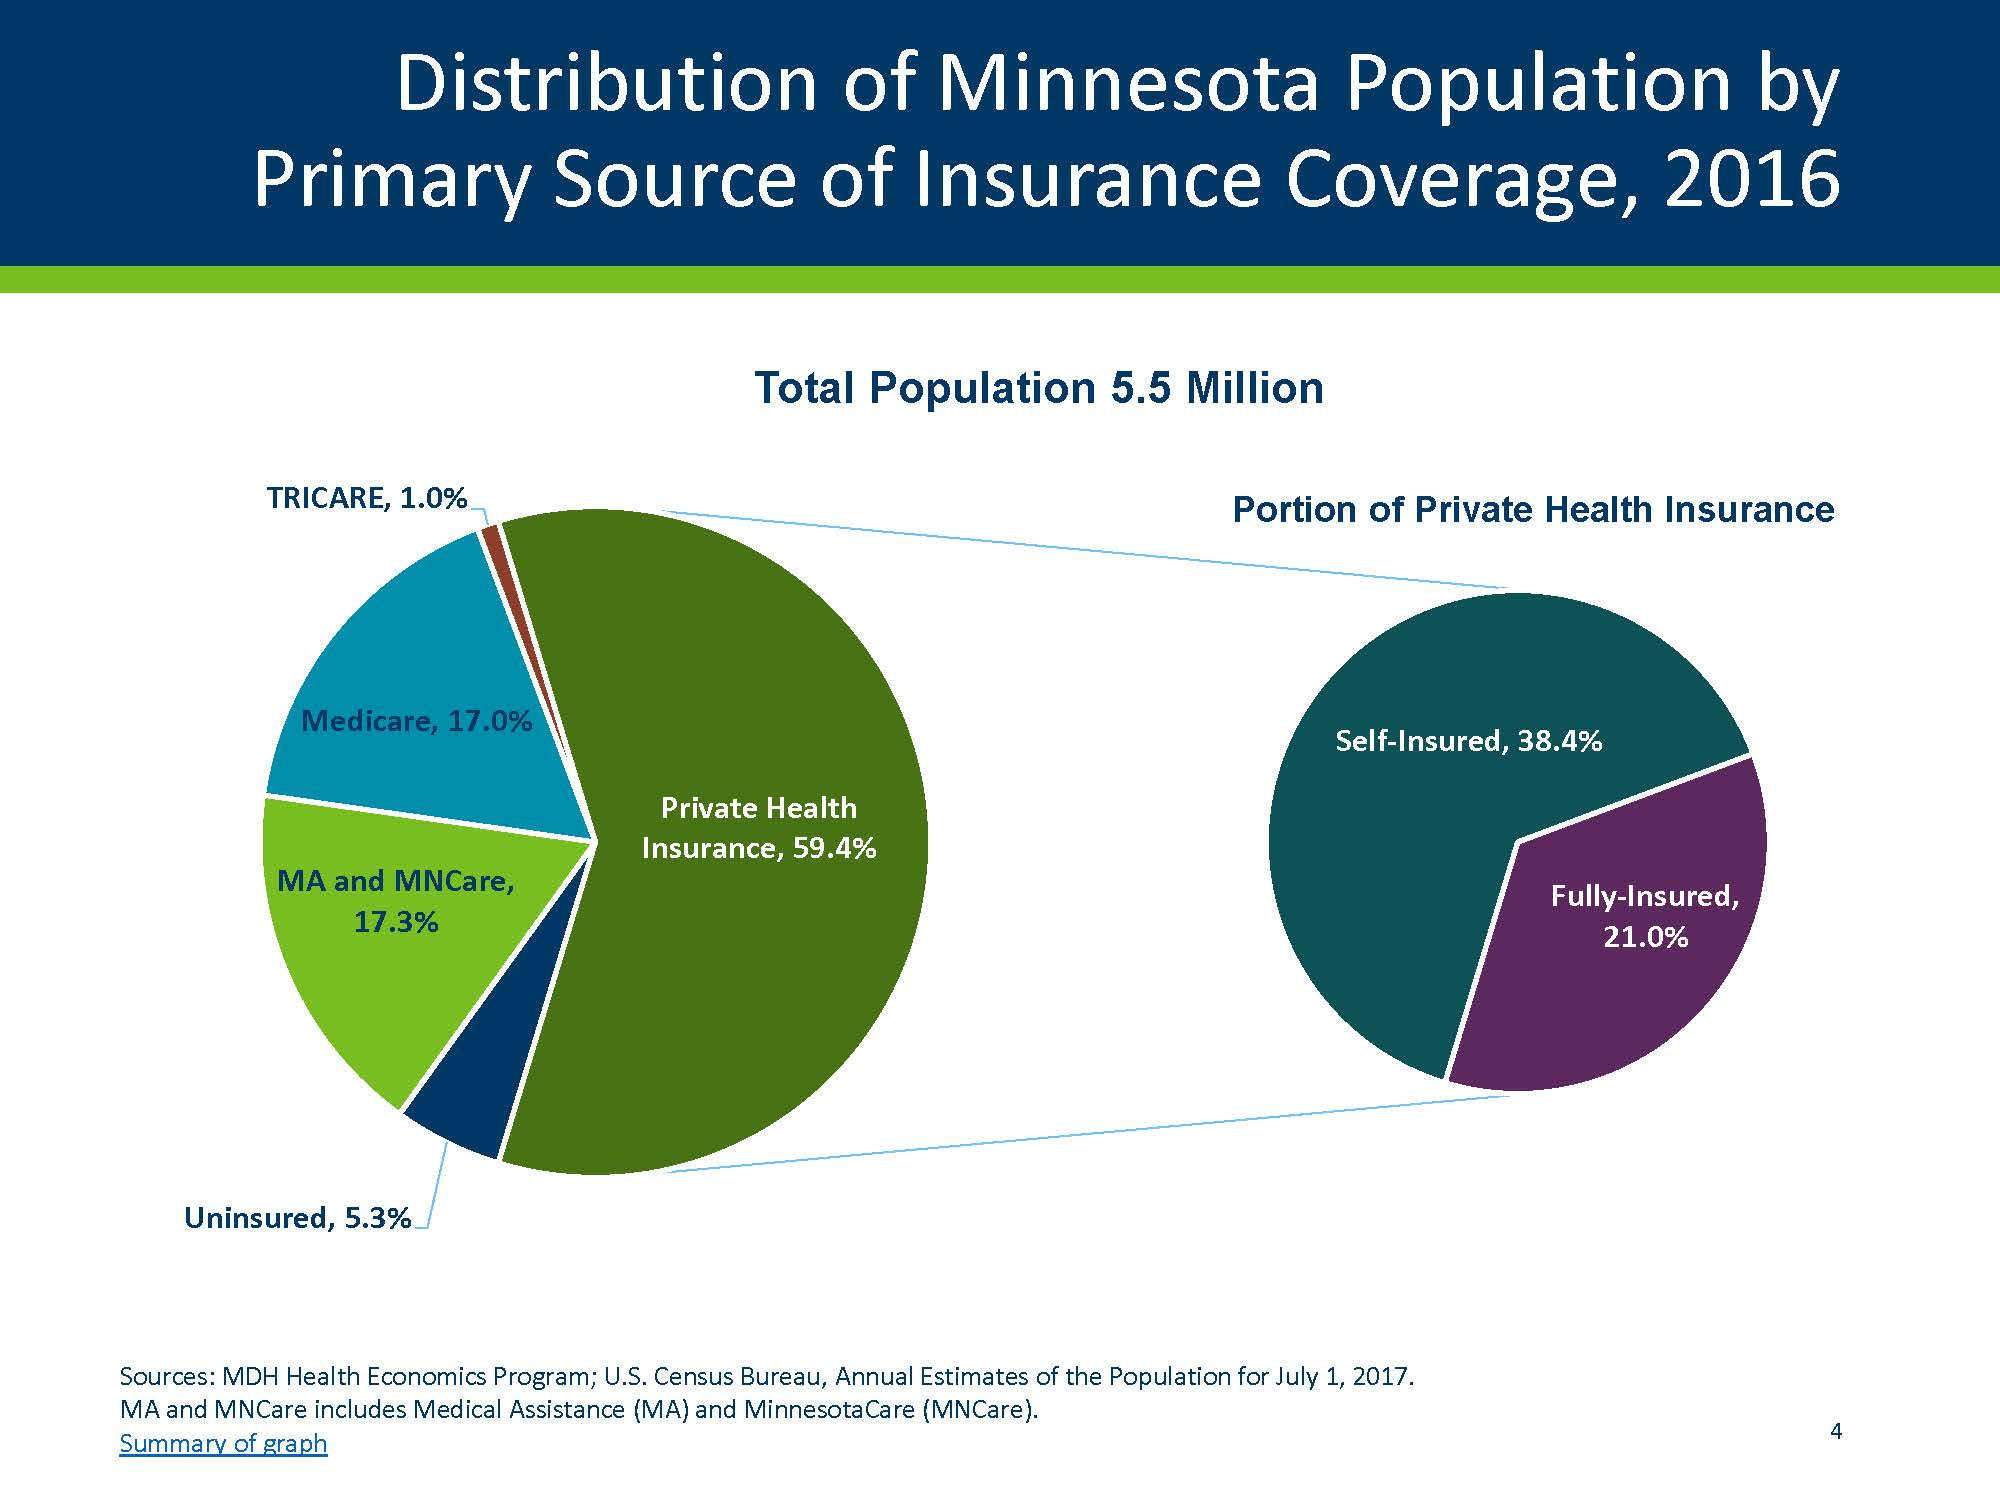 Distribution of Minnesota Population by
Primary Source of Insurance Coverage, 2016
Total Population 5.5 Million
TRICARE, 1.0%
Portion of Private Health Insurance
Medicare, 17.0%
Self-Insured, 38.4%
Private Health
Insurance, 59.4%
MA and MNCare,
17.3%
Fully-Insured,
21.0%
Uninsured, 5.3%
Sources: MDH Health Economics Program; U.S. Census Bureau, Annual Estimates of the Population for July 1, 2017.
MA and MNCare includes Medical Assistance (MA) and MinnesotaCare (MNCare).
Summary of graph
4